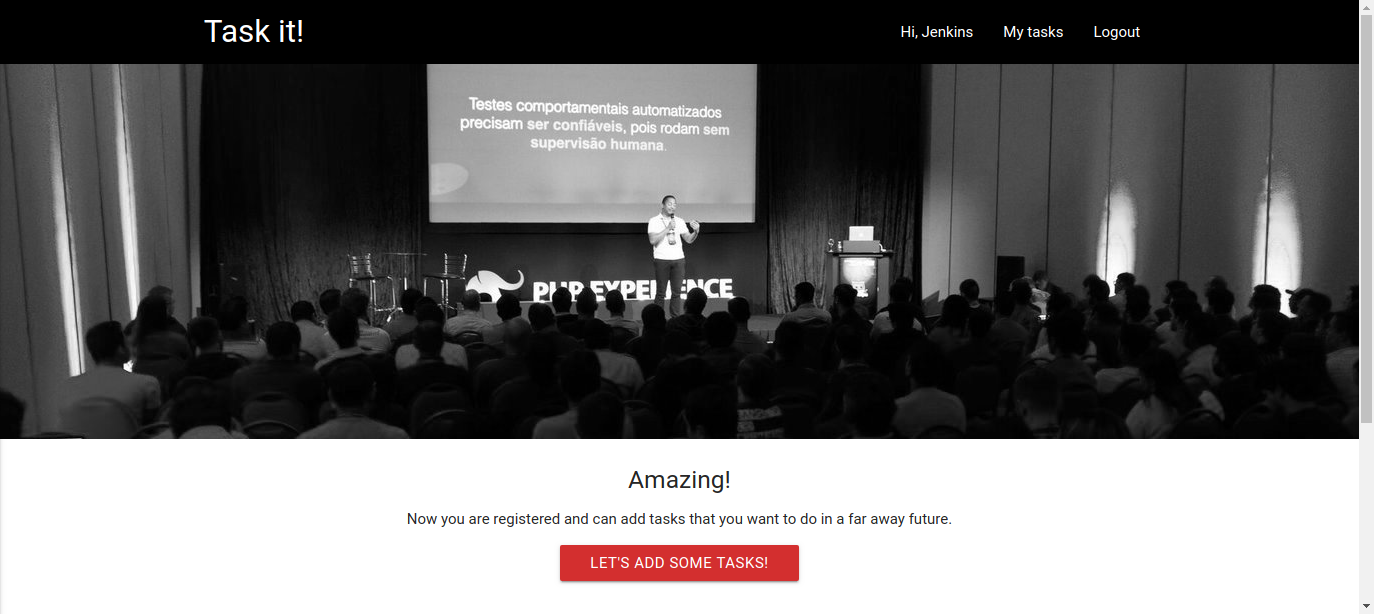 Task it!
Hi, Jenkins
My tasks
Logout
Testes comportamentais automatizados
precisam ser confiáveis, pois rodam sem
supervisão humana.
PHP EXPERIENCE
Amazing!
Now you are registered and can add tasks that you want to do in a far away future.
LET'S ADD SOME TASKS!